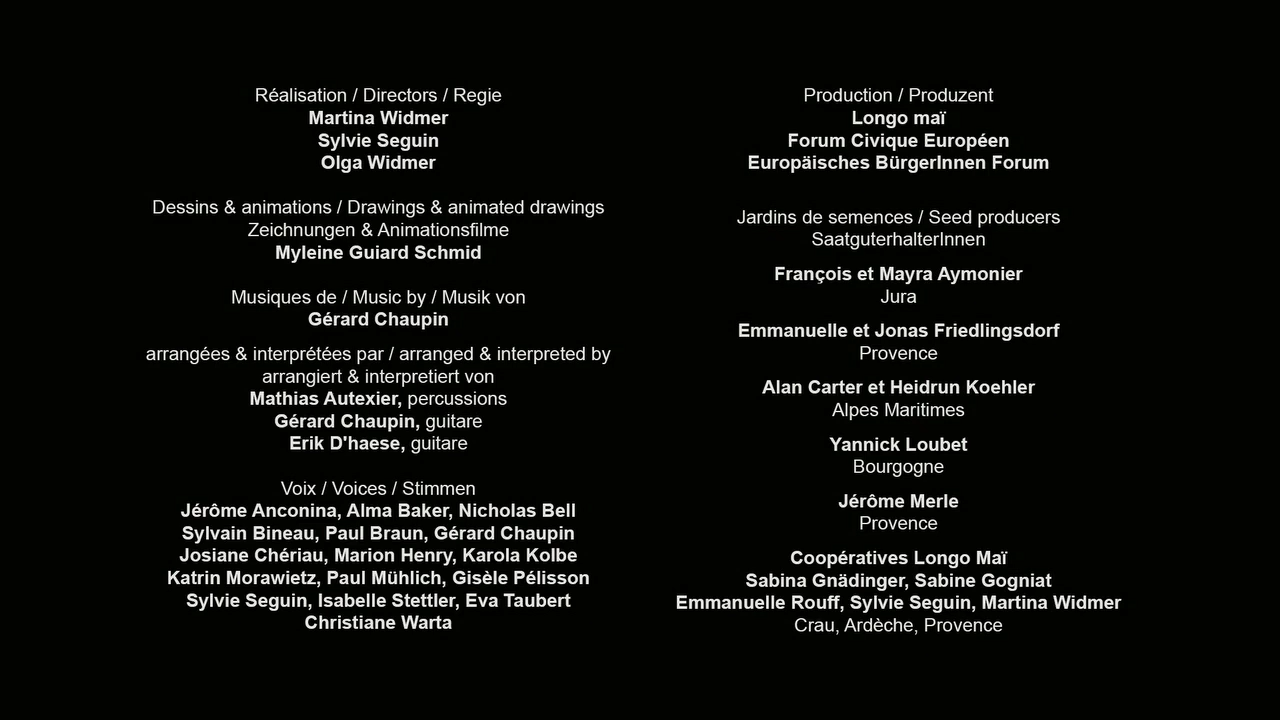 Réalisation / Directors / Regie
Martina Widmer
Sylvie Seguin
Olga Widmer
Dessins & animations / Drawings & animated drawings
Zeichnungen & Animationsfilme
Myleine Guiard Schmid
Musiques de / Music by / Musik von
Gérard Chaupin
arrangées & interprétées par / arranged & interpreted by
arrangiert & interpretiert von
Mathias Autexier, percussions
Gérard Chaupin, guitare
Erik D'haese, guitare
Voix / Voices / Stimmen
Jérôme Anconina, Alma Baker, Nicholas Bell
Sylvain Bineau, Paul Braun, Gérard Chaupin
Josiane Chériau, Marion Henry, Karola Kolbe
Katrin Morawietz, Paul Mühlich, Gisèle Pélisson
Sylvie Seguin, Isabelle Stettler, Eva Taubert
Christiane Warta
Production / Produzent
Longo maï
Forum Civique Européen
Europäisches BürgerInnen Forum
Jardins de semences / Seed producers
SaatguterhalterInnen
François et Mayra Aymonier
Jura
Emmanuelle et Jonas Friedlingsdorf
Provence
Alan Carter et Heidrun Koehler
Alpes Maritimes
Yannick Loubet
Bourgogne
Jérôme Merle
Provence
Coopératives Longo Maï
Sabina Gnädinger, Sabine Gogniat
Emmanuelle Rouff, Sylvie Seguin, Martina Widmer
Crau, Ardèche, Provence